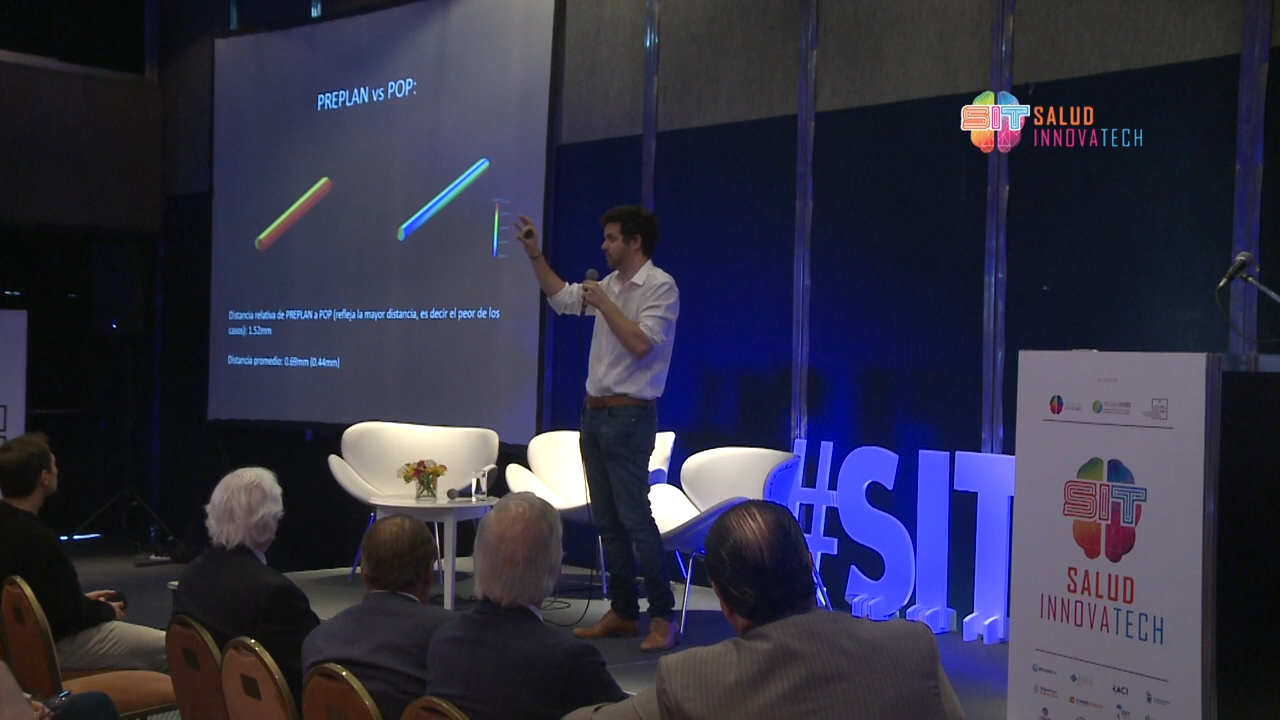 PREPLAN vs POP:
Distancia relativa de PREPLAN a POP (refleja la mayor distancia, es decir el peor de los
casos): 1.52mm
Distancia promedio: 0.69mm (0.44mm)
SIT SALUD
INNOVATECH
#SIT
SIT
SALUD
INNOVATECH
ACI